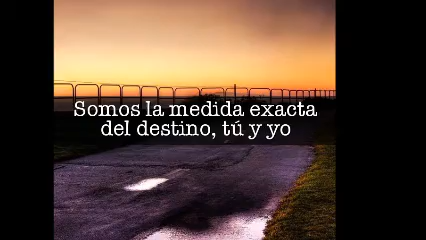 Somos la medida exacta
del destino, tú y yo